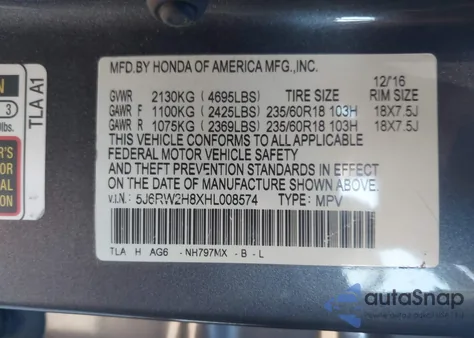 MFD.BY HONDA OF AMERICA MFG.,INC.
12/16
GVWR 2130KG (4695LBS) TIRE SIZE RIM SIZE
GAWR F 1100KG (2425LBS) 235/60R18 103H 18X7.5J
GAWR R 1075KG (2369LBS) 235/60R18 103H 18X7.5J
THIS VEHICLE CONFORMS TO ALL APPLICABLE
FEDERAL MOTOR VEHICLE SAFETY
AND THEFT PREVENTION STANDARDS IN EFFECT
ON THE DATE OF MANUFACTURE SHOWN ABOVE.
V.I.N: 5J6RW2H8XHL008574 TYPE: MPV
TLA H AG6 - NH797MX - B - L
TLA A1
3
lbs.
autoSnap